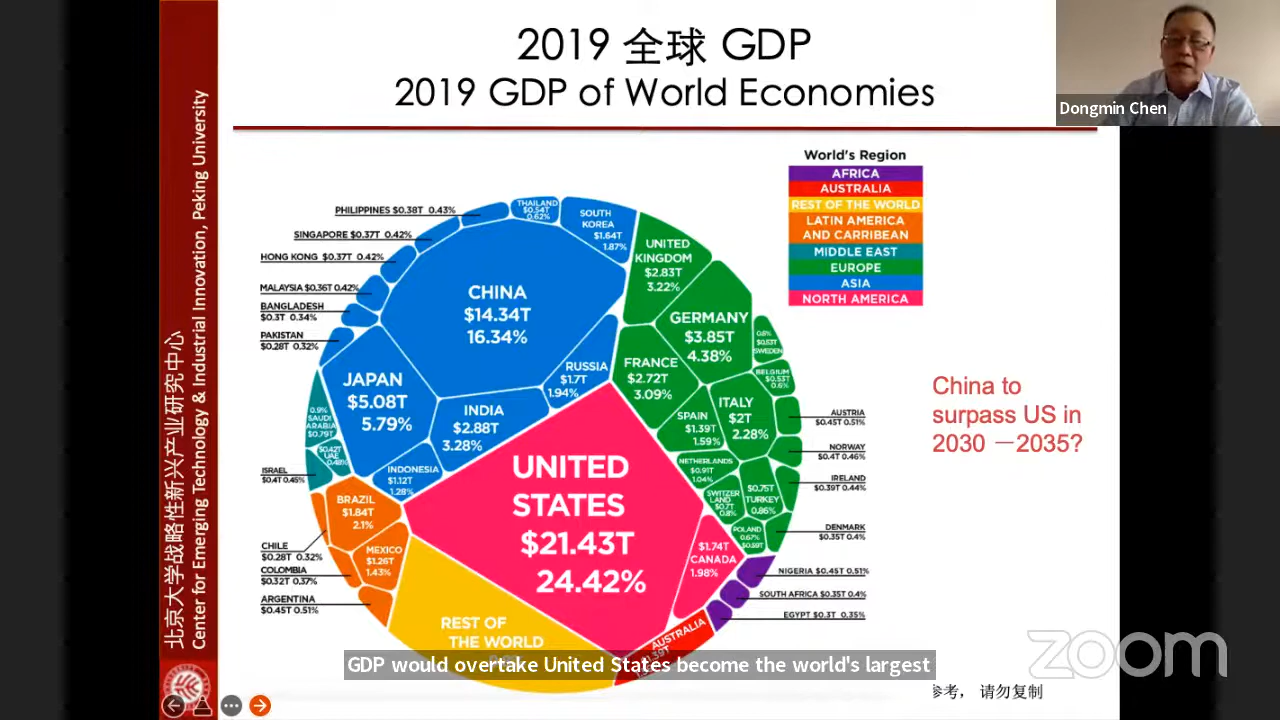 2019 全球 GDP
2019 GDP of World Economies
Dongmin Chen
北京大学战略性新兴产业研究中心
Center for Emerging Technology & Industrial Innovation, Peking University
World's Region
AFRICA
AUSTRALIA
REST OF THE WORLD
LATIN AMERICA
AND CARRIBEAN
MIDDLE EAST
EUROPE
ASIA
NORTH AMERICA
PHILIPPINES $0.38T 0.43%
SINGAPORE $0.37T 0.42%
HONG KONG $0.37T 0.42%
MALAYSIA $0.36T 0.42%
BANGLADESH
$0.3T 0.34%
PAKISTAN
$0.28T 0.32%
THAILAND
$0.54T
0.62%
SOUTH
KOREA
$1.64T
1.87%
CHINA
$14.34T
16.34%
JAPAN
$5.08T
5.79%
INDIA
$2.88T
3.28%
RUSSIA
$1.7T
1.94%
INDONESIA
$1.12T
1.28%
0.9%
SAUDI
ARABIA
$0.79T
$0.42T
UAE
0.48%
ISRAEL
$0.4T 0.45%
UNITED
KINGDOM
$2.83T
3.22%
GERMANY
$3.85T
4.38%
FRANCE
$2.72T
3.09%
0.6%
$0.53T
SWEDEN
BELGIUM
$0.53T
0.6%
ITALY
$2T
2.28%
SPAIN
$1.39T
1.59%
NETHERLANDS
$0.91T
1.04%
SWITZER
LAND
$0.7T
0.8%
$0.75T
TURKEY
0.86%
POLAND
0.67%
$0.59T
AUSTRIA
$0.45T 0.51%
NORWAY
$0.4T 0.46%
IRELAND
$0.39T 0.44%
DENMARK
$0.35T 0.4%
UNITED
STATES
$21.43T
24.42%
$1.74T
CANADA
1.98%
BRAZIL
$1.84T
2.1%
MEXICO
$1.26T
1.43%
CHILE
$0.28T 0.32%
COLOMBIA
$0.32T 0.37%
ARGENTINA
$0.45T 0.51%
NIGERIA $0.45T 0.51%
SOUTH AFRICA $0.35T 0.4%
EGYPT $0.3T 0.35%
REST OF
THE WORLD
AUSTRALIA
China to
surpass US in
2030 －2035?
GDP would overtake United States become the world's largest
zoom
参考， 请勿复制